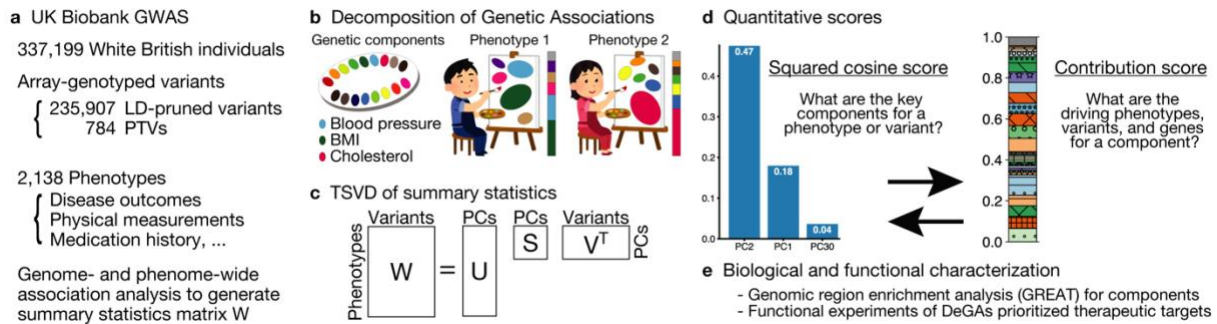 a UK Biobank GWAS
337,199 White British individuals
Array-genotyped variants
235,907 LD-pruned variants
784 PTVs
2,138 Phenotypes
Disease outcomes
Physical measurements
Medication history, ...
Genome- and phenome-wide
association analysis to generate
summary statistics matrix W
b Decomposition of Genetic Associations
Genetic components
Phenotype 1
Phenotype 2
Blood pressure
BMI
Cholesterol
c TSVD of summary statistics
Variants
PCs
PCs
Variants
Phenotypes
W
=
U
S
V^T
PCs
d Quantitative scores
0.4
0.3
0.2
0.1
0.0
0.47
0.18
0.04
PC2
PC1
PC30
Squared cosine score
What are the key
components for a
phenotype or variant?
1.0
0.8
0.6
0.4
0.2
0.0
Contribution score
What are the
driving phenotypes,
variants, and genes
for a component?
e Biological and functional characterization
- Genomic region enrichment analysis (GREAT) for components
- Functional experiments of DeGAs prioritized therapeutic targets